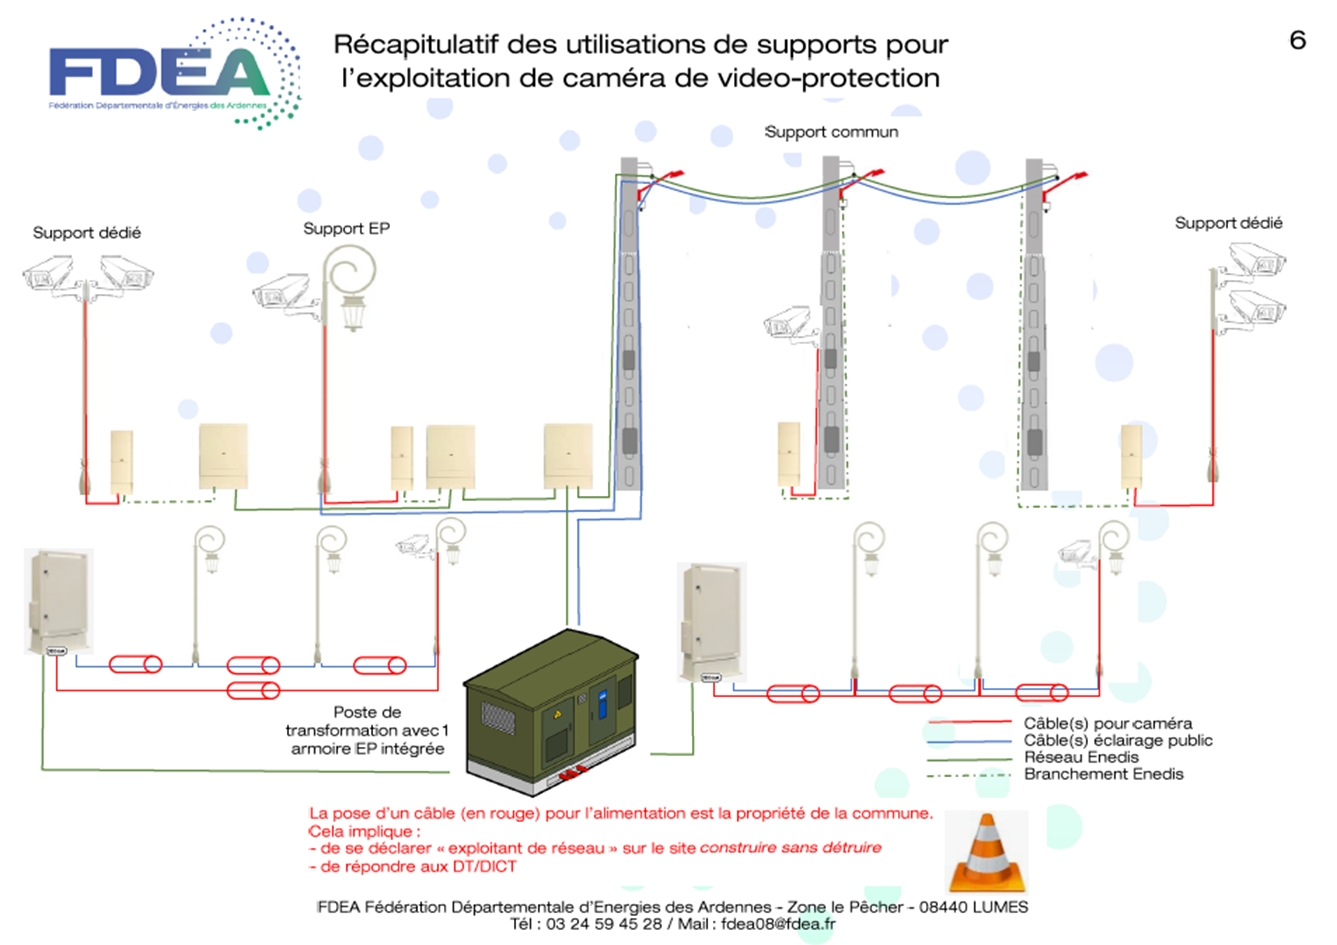 FDEA
Fédération Départementale d'Énergies des Ardennes
Récapitulatif des utilisations de supports pour
l'exploitation de caméra de video-protection
6
Support commun
Support dédié
Support EP
Support dédié
Poste de
transformation avec 1
armoire EP intégrée
Câble(s) pour caméra
Câble(s) éclairage public
Réseau Enedis
Branchement Enedis
La pose d'un câble (en rouge) pour l'alimentation est la propriété de la commune.
Cela implique :
- de se déclarer « exploitant de réseau » sur le site construire sans détruire
- de répondre aux DT/DICT
FDEA Fédération Départementale d'Energies des Ardennes - Zone le Pêcher - 08440 LUMES
Tél : 03 24 59 45 28 / Mail : fdea08@fdea.fr